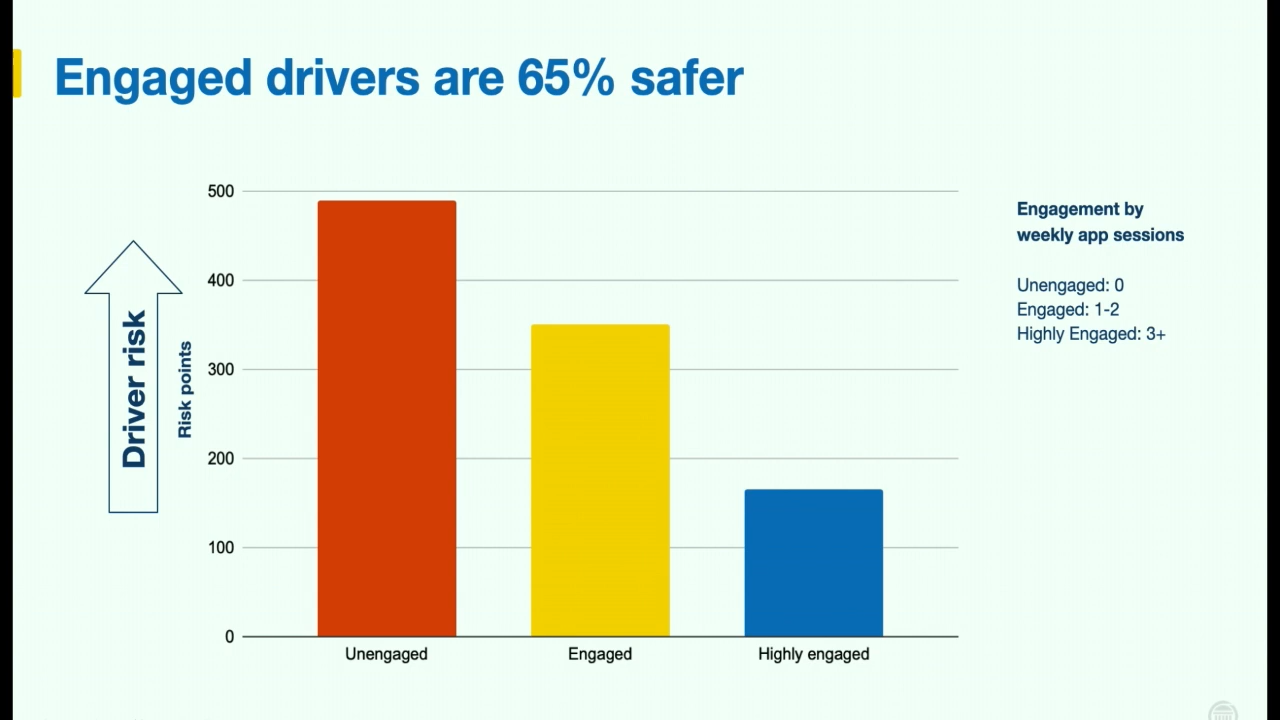 Engaged drivers are 65% safer
Driver risk
Risk points
500
400
300
200
100
0
Unengaged
Engaged
Highly engaged
Engagement by
weekly app sessions
Unengaged: 0
Engaged: 1-2
Highly Engaged: 3+